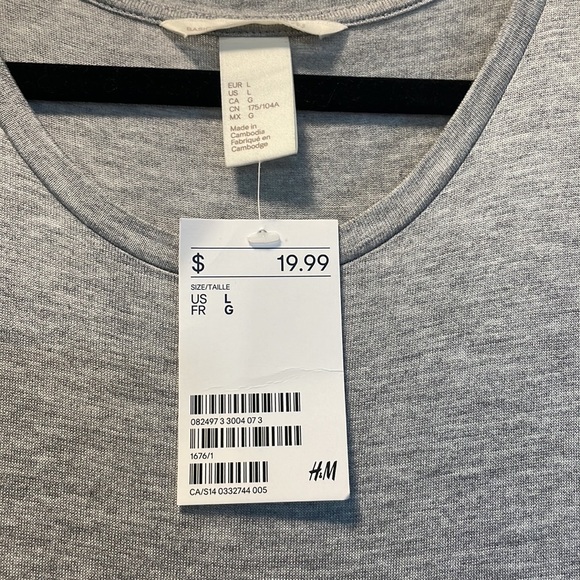 EUR L
US L
CA G
CN 175/104A
MX G
Made in
Cambodia
Fabriqué en
Cambodge
$ 19.99
SIZE/TAILLE
US L
FR G
082497 3 3004 07 3
1676/1
H&M
CA/S14 0332744 005